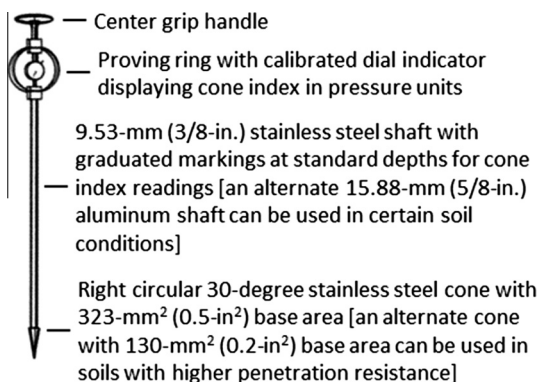 Center grip handle
Proving ring with calibrated dial indicator
displaying cone index in pressure units
9.53-mm (3/8-in.) stainless steel shaft with
graduated markings at standard depths for cone
index readings [an alternate 15.88-mm (5/8-in.)
aluminum shaft can be used in certain soil
conditions]
Right circular 30-degree stainless steel cone with
323-mm² (0.5-in²) base area [an alternate cone
with 130-mm² (0.2-in²) base area can be used in
soils with higher penetration resistance]